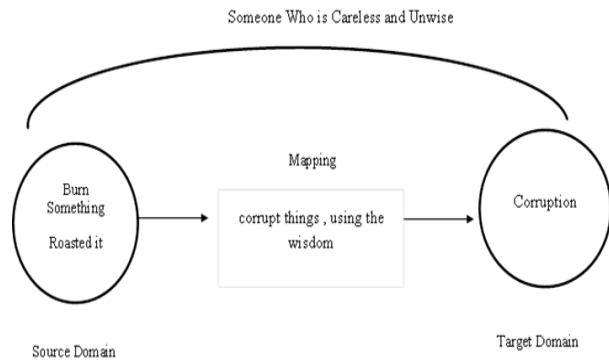 Someone Who is Careless and Unwise
Burn
Something
Roasted it
Mapping
corrupt things , using the
wisdom
Corruption
Source Domain
Target Domain